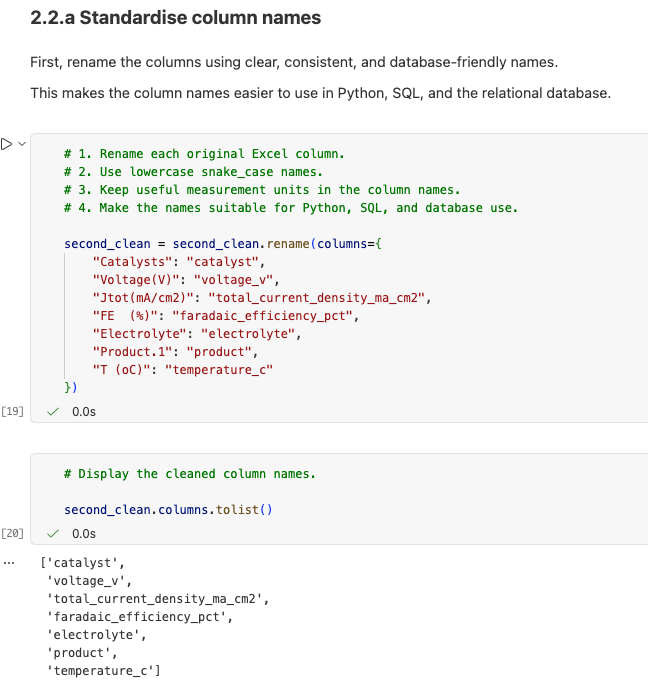 2.2.a Standardise column names
First, rename the columns using clear, consistent, and database-friendly names.
This makes the column names easier to use in Python, SQL, and the relational database.
# 1. Rename each original Excel column.
# 2. Use lowercase snake_case names.
# 3. Keep useful measurement units in the column names.
# 4. Make the names suitable for Python, SQL, and database use.
second_clean = second_clean.rename(columns={
"Catalysts": "catalyst",
"Voltage(V)": "voltage_v",
"Jtot(mA/cm2)": "total_current_density_ma_cm2",
"FE  (%)": "faradaic_efficiency_pct",
"Electrolyte": "electrolyte",
"Product.1": "product",
"T (oC)": "temperature_c"
})
[19] 0.0s
# Display the cleaned column names.
second_clean.columns.tolist()
[20] 0.0s
['catalyst',
'voltage_v',
'total_current_density_ma_cm2',
'faradaic_efficiency_pct',
'electrolyte',
'product',
'temperature_c']